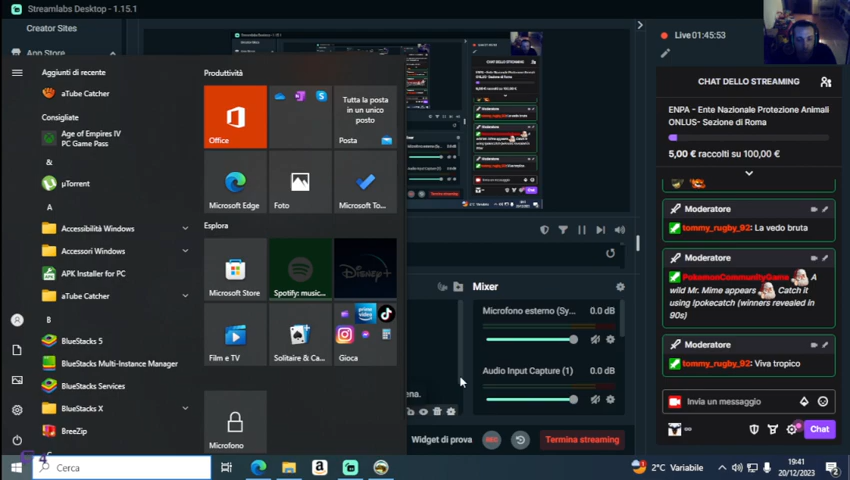 Streamlabs Desktop - 1.15.1
Creator Sites
App Store
Live 01:45:53
CHAT DELLO STREAMING
ENPA - Ente Nazionale Protezione Animali
ONLUS- Sezione di Roma
5,00 € raccolti su 100,00 €
Moderatore
tommy_rugby_92: La vedo bruta
Moderatore
PokemonCommunityGame A
wild Mr. Mime appears Catch it
using !pokecatch (winners revealed in
90s)
Moderatore
tommy_rugby_92: Viva tropico
Invia un messaggio
Chat
Aggiunti di recente
aTube Catcher
Consigliate
Age of Empires IV
PC Game Pass
&
µTorrent
A
Accessibilità Windows
Accessori Windows
APK Installer for PC
aTube Catcher
B
BlueStacks 5
BlueStacks Multi-Instance Manager
BlueStacks Services
BlueStacks X
BreeZip
Produttività
Office
Tutta la posta
in un unico
posto
Posta
Microsoft Edge
Foto
Microsoft To...
Esplora
Microsoft Store
Spotify: music...
Disney+
prime video
Film e TV
Solitaire & Ca...
Gioca
Microfono
Mixer
Microfono esterno (Sy... 0.0 dB
Audio Input Capture (1) 0.0 dB
ena.
Widget di prova
REC
Termina streaming
Cerca
2°C Variabile
19:41
20/12/2023
2